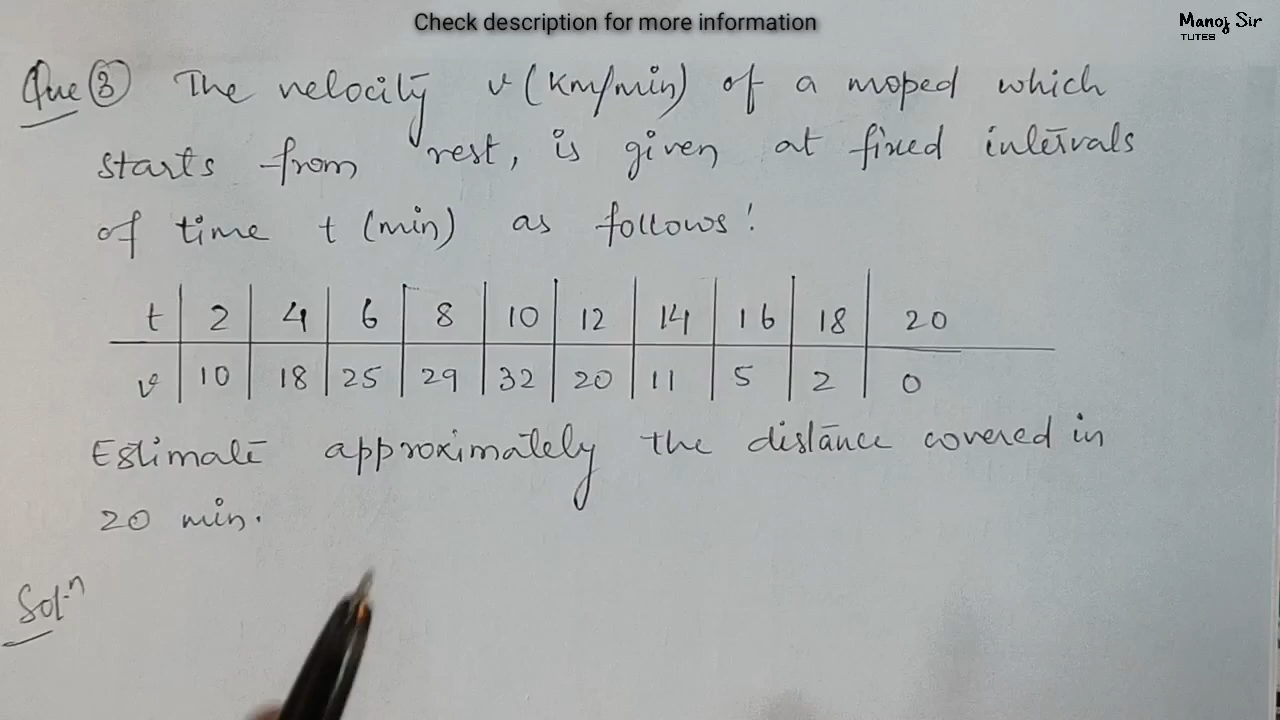 Check description for more information
Manoj Sir
TUTES
Que 3 The velocity v (km/min) of a moped which
starts from rest, is given at fixed intervals
of time t (min) as follows:
t 2 4 6 8 10 12 14 16 18 20
v 10 18 25 29 32 20 11 5 2 0
Estimate approximately the distance covered in
20 min.
Sol.n